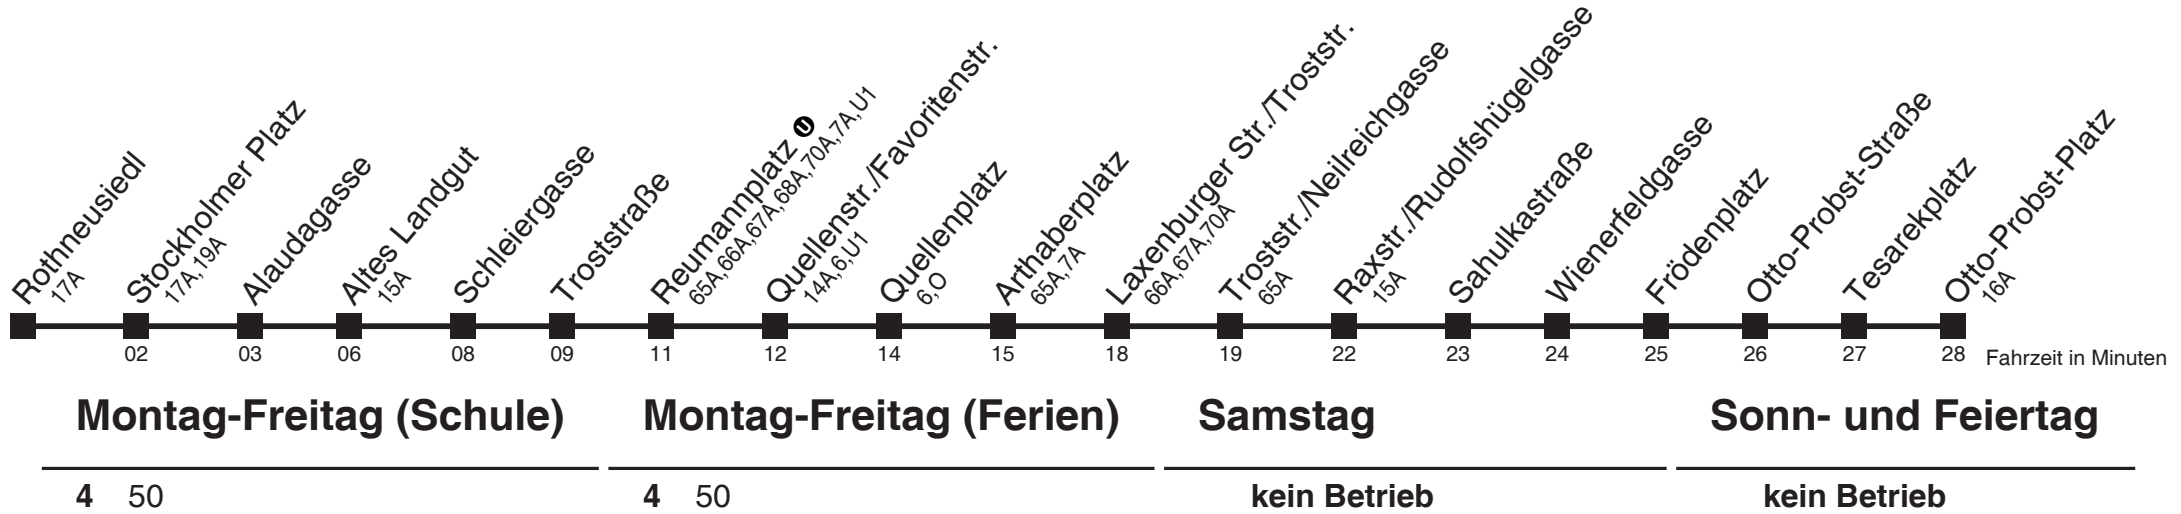 Rothneusiedl
17A
Stockholmer Platz
17A, 19A
Alaudagasse
Altes Landgut
15A
Schleiergasse
Troststraße
Reumannplatz U
65A, 66A, 67A, 68A, 70A, 7A, U1
Quellenstr./Favoritenstr.
14A, 6, U1
Quellenplatz
6, O
Arthaberplatz
65A, 7A
Laxenburger Str./Troststr.
66A, 67A, 70A
Troststr./Neilreichgasse
65A
Raxstr./Rudolfshügelgasse
15A
Sahulkastraße
Wienerfeldgasse
Frödenplatz
Otto-Probst-Straße
Tesarekplatz
Otto-Probst-Platz
16A
02 03 06 08 09 11 12 14 15 18 19 22 23 24 25 26 27 28 Fahrzeit in Minuten
Montag-Freitag (Schule) Montag-Freitag (Ferien) Samstag Sonn- und Feiertag
4 50 4 50 kein Betrieb kein Betrieb